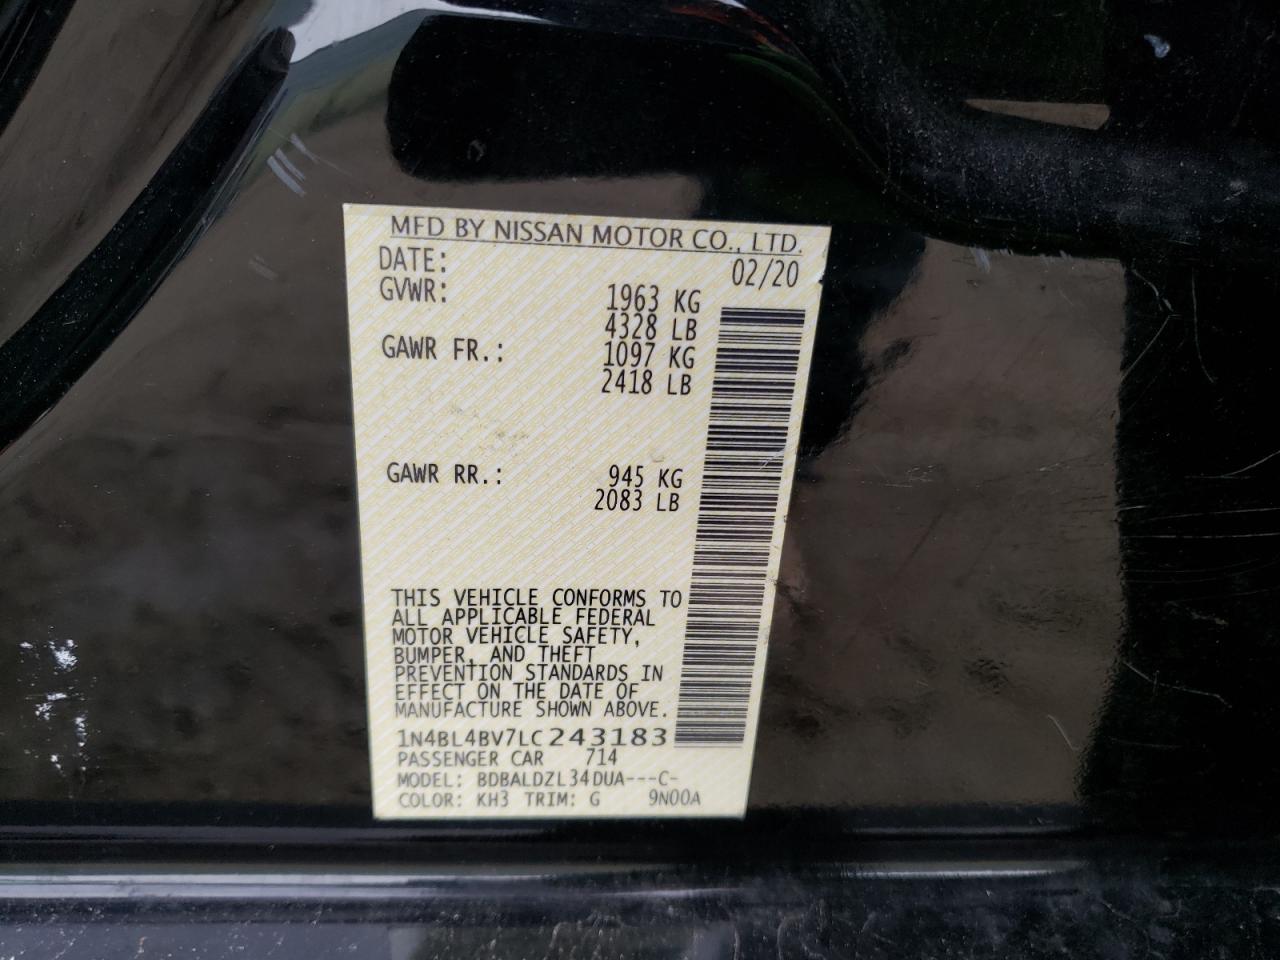 MFD BY NISSAN MOTOR CO., LTD.
DATE: 02/20
GVWR: 1963 KG
4328 LB
GAWR FR.: 1097 KG
2418 LB
GAWR RR.: 945 KG
2083 LB
THIS VEHICLE CONFORMS TO
ALL APPLICABLE FEDERAL
MOTOR VEHICLE SAFETY,
BUMPER, AND THEFT
PREVENTION STANDARDS IN
EFFECT ON THE DATE OF
MANUFACTURE SHOWN ABOVE.
1N4BL4BV7LC243183
PASSENGER CAR 714
MODEL: BDBALDZL34DUA---C-
COLOR: KH3 TRIM: G 9N00A